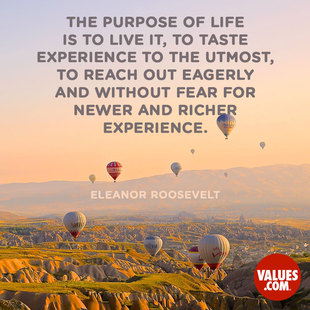 THE PURPOSE OF LIFE
IS TO LIVE IT, TO TASTE
EXPERIENCE TO THE UTMOST,
TO REACH OUT EAGERLY
AND WITHOUT FEAR FOR
NEWER AND RICHER
EXPERIENCE.
ELEANOR ROOSEVELT
VALUES
.COM